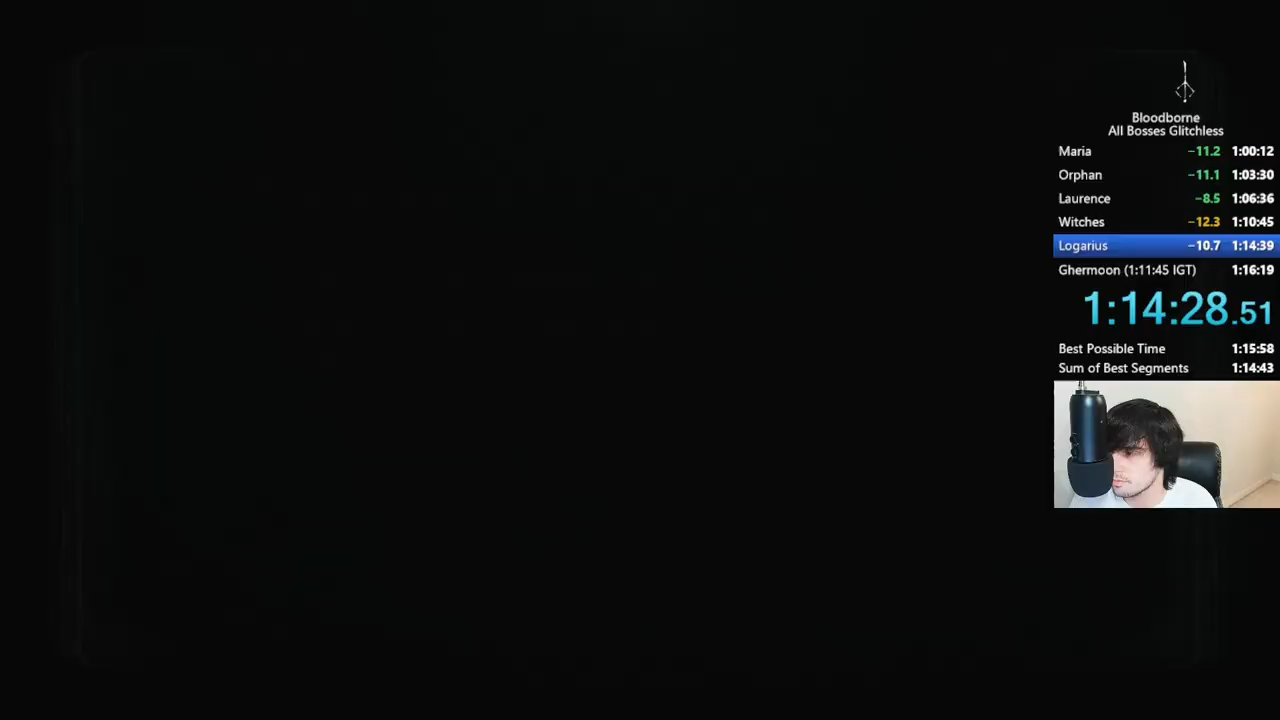 Bloodborne
All Bosses Glitchless
Maria -11.2 1:00:12
Orphan -11.1 1:03:30
Laurence -8.5 1:06:36
Witches -12.3 1:10:45
Logarius -10.7 1:14:39
Ghermoon (1:11:45 IGT) 1:16:19
1:14:28.51
Best Possible Time 1:15:58
Sum of Best Segments 1:14:43